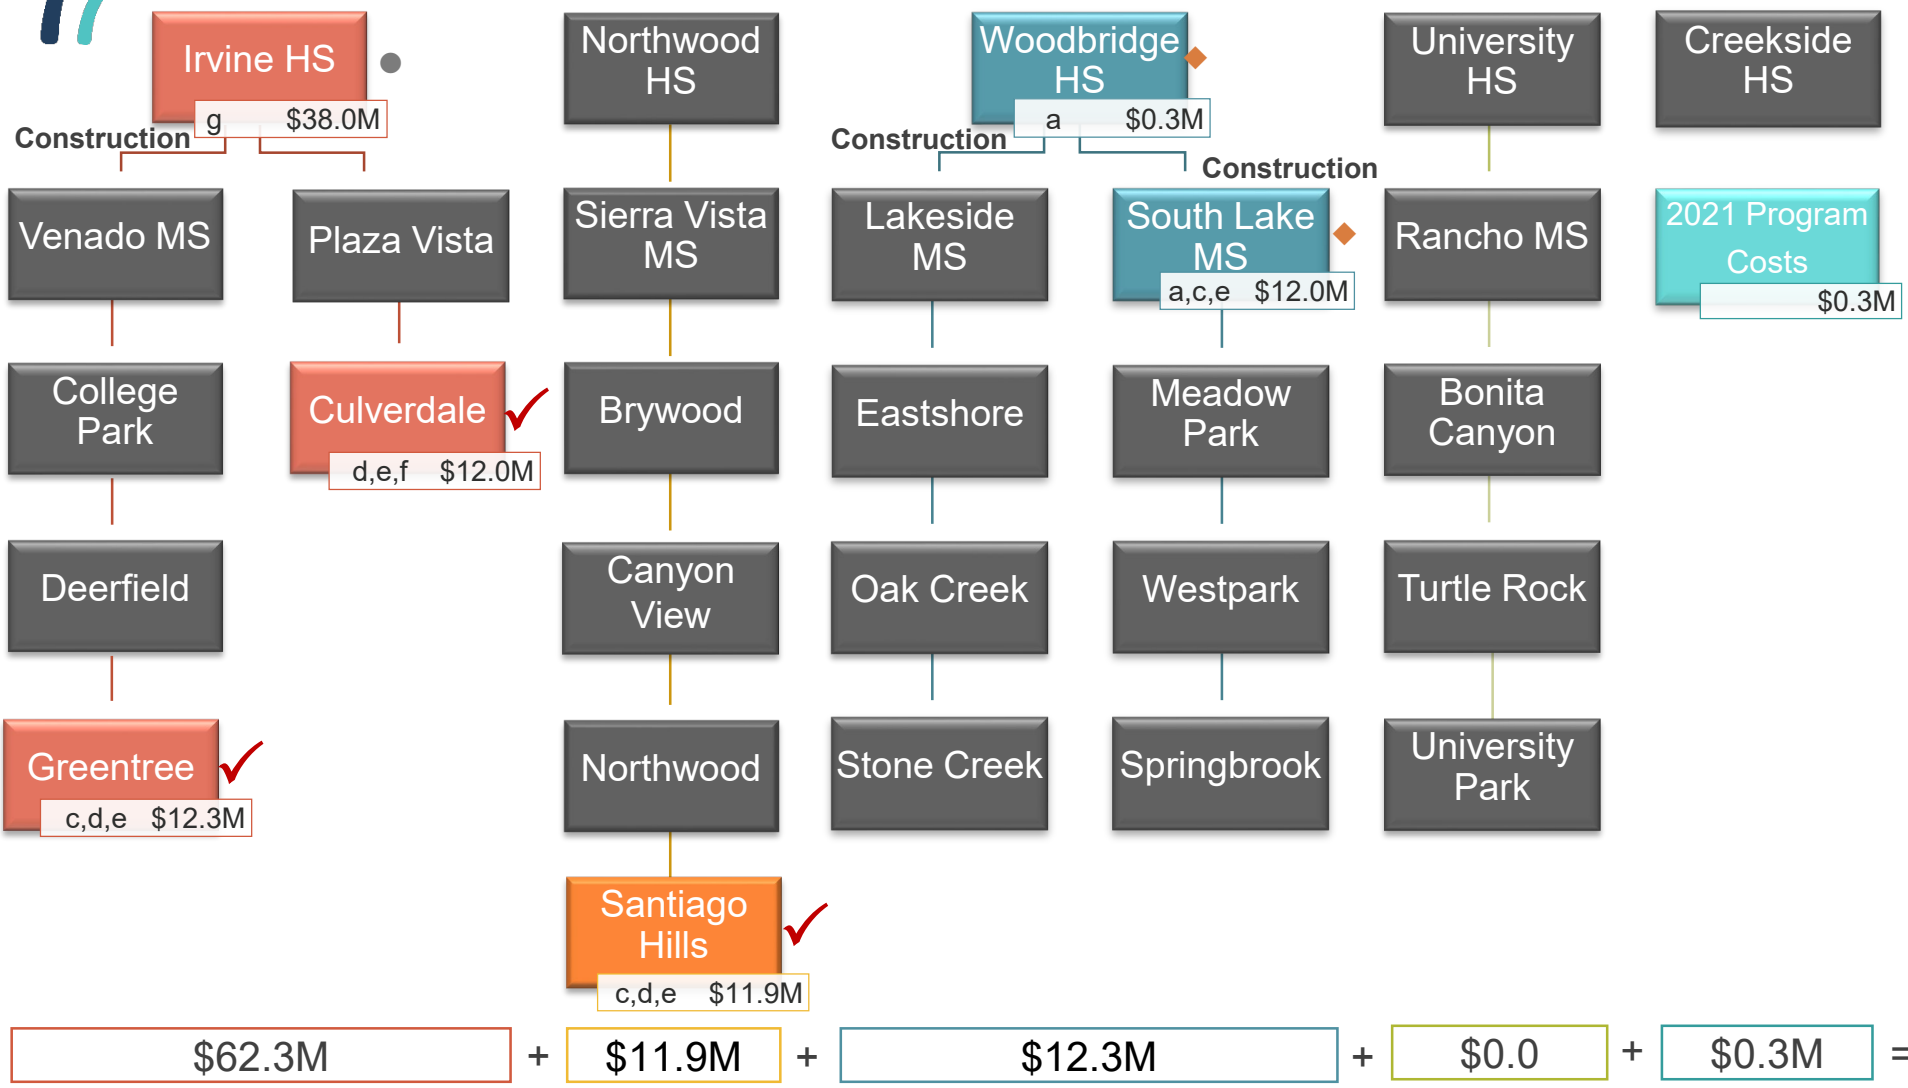 Irvine HS
g $38.0M
Construction
Northwood
HS
Woodbridge
HS
a $0.3M
Construction
Construction
University
HS
Creekside
HS
Venado MS
Plaza Vista
Sierra Vista
MS
Lakeside
MS
South Lake
MS
a,c,e $12.0M
Rancho MS
2021 Program
Costs
$0.3M
College
Park
Culverdale
d,e,f $12.0M
Brywood
Eastshore
Meadow
Park
Bonita
Canyon
Deerfield
Canyon
View
Oak Creek
Westpark
Turtle Rock
Greentree
c,d,e $12.3M
Northwood
Stone Creek
Springbrook
University
Park
Santiago
Hills
c,d,e $11.9M
$62.3M + $11.9M + $12.3M + $0.0 + $0.3M =